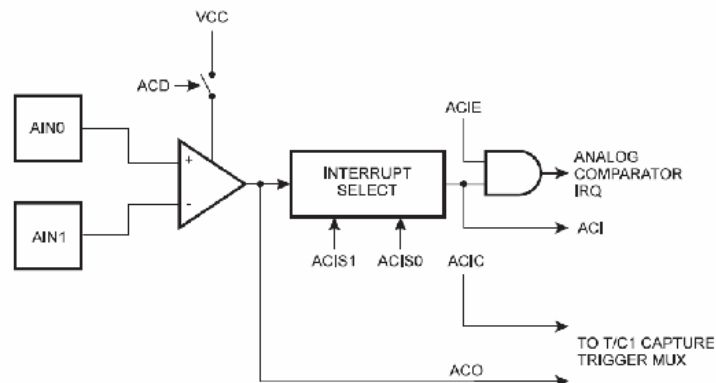 VCC
ACD
AIN0
ACIE
+
INTERRUPT
SELECT
ANALOG
COMPARATOR
IRQ
AIN1
-
ACI
ACIS1
ACIS0
ACIC
TO T/C1 CAPTURE
TRIGGER MUX
ACO